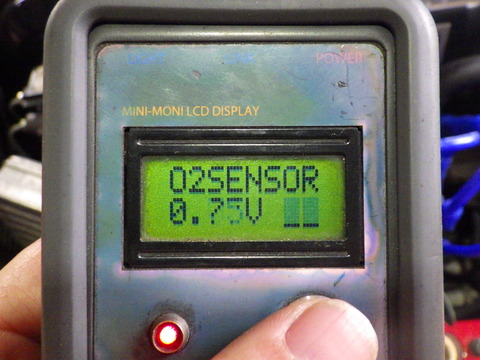 POWER
MINI-MONI LCD DISPLAY
O2SENSOR
0.75V